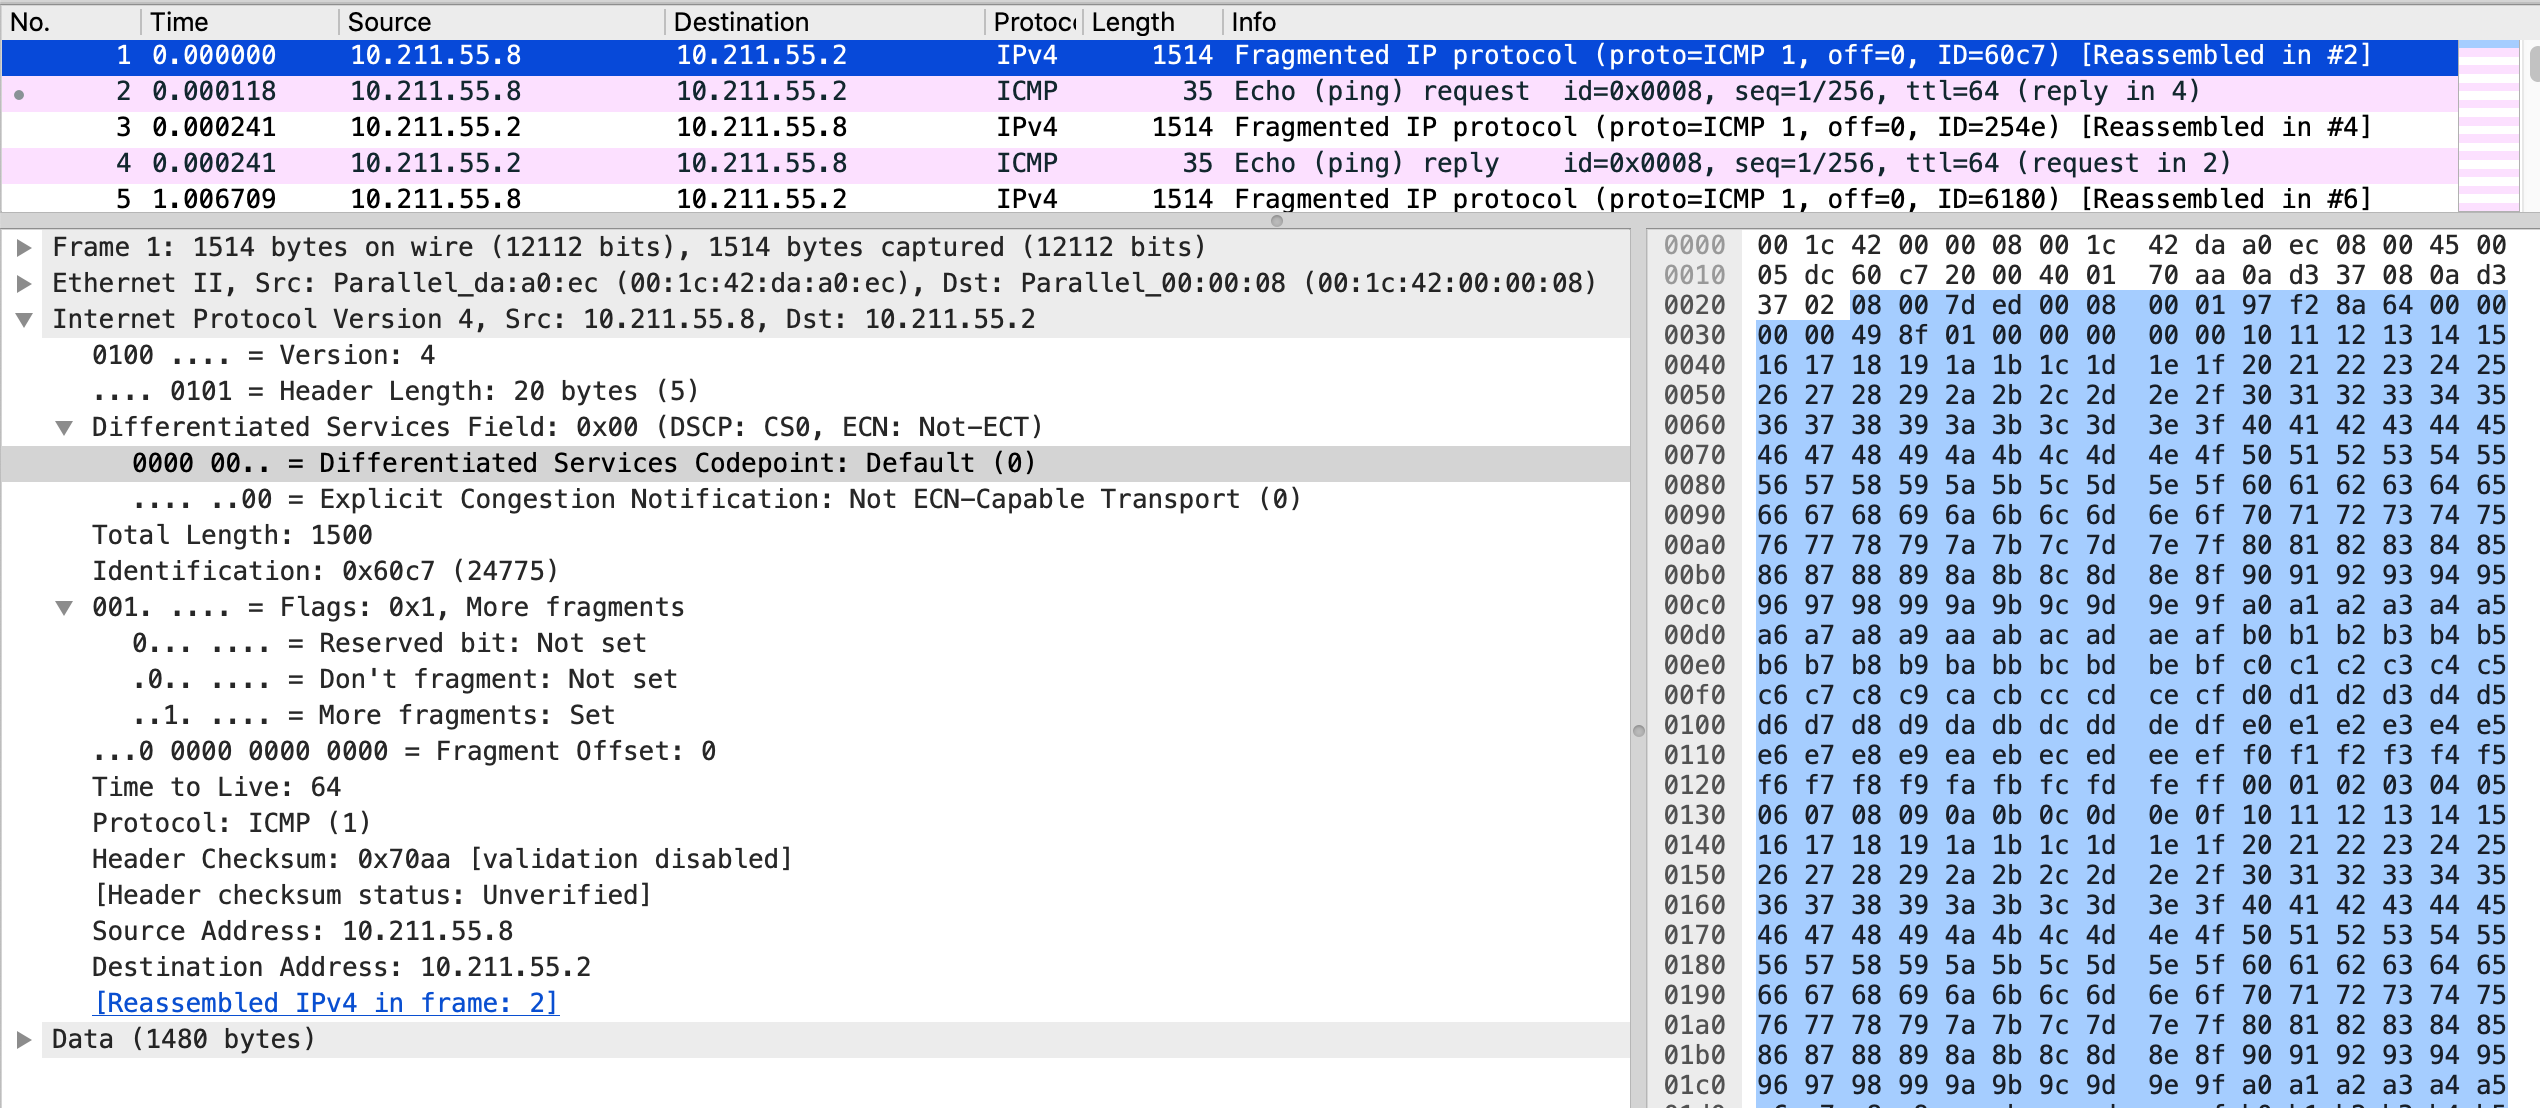 No. Time Source Destination Protoc Length Info
1 0.000000 10.211.55.8 10.211.55.2 IPv4 1514 Fragmented IP protocol (proto=ICMP 1, off=0, ID=60c7) [Reassembled in #2]
2 0.000118 10.211.55.8 10.211.55.2 ICMP 35 Echo (ping) request id=0x0008, seq=1/256, ttl=64 (reply in 4)
3 0.000241 10.211.55.2 10.211.55.8 IPv4 1514 Fragmented IP protocol (proto=ICMP 1, off=0, ID=254e) [Reassembled in #4]
4 0.000241 10.211.55.2 10.211.55.8 ICMP 35 Echo (ping) reply id=0x0008, seq=1/256, ttl=64 (request in 2)
5 1.006709 10.211.55.8 10.211.55.2 IPv4 1514 Fragmented IP protocol (proto=ICMP 1, off=0, ID=6180) [Reassembled in #6]
Frame 1: 1514 bytes on wire (12112 bits), 1514 bytes captured (12112 bits)
Ethernet II, Src: Parallel_da:a0:ec (00:1c:42:da:a0:ec), Dst: Parallel_00:00:08 (00:1c:42:00:00:08)
Internet Protocol Version 4, Src: 10.211.55.8, Dst: 10.211.55.2
0100 .... = Version: 4
.... 0101 = Header Length: 20 bytes (5)
Differentiated Services Field: 0x00 (DSCP: CS0, ECN: Not-ECT)
0000 00.. = Differentiated Services Codepoint: Default (0)
.... ..00 = Explicit Congestion Notification: Not ECN-Capable Transport (0)
Total Length: 1500
Identification: 0x60c7 (24775)
001. .... = Flags: 0x1, More fragments
0... .... = Reserved bit: Not set
.0.. .... = Don't fragment: Not set
..1. .... = More fragments: Set
...0 0000 0000 0000 = Fragment Offset: 0
Time to Live: 64
Protocol: ICMP (1)
Header Checksum: 0x70aa [validation disabled]
[Header checksum status: Unverified]
Source Address: 10.211.55.8
Destination Address: 10.211.55.2
[Reassembled IPv4 in frame: 2]
Data (1480 bytes)
0000 00 1c 42 00 00 08 00 1c 42 da a0 ec 08 00 45 00
0010 05 dc 60 c7 20 00 40 01 70 aa 0a d3 37 08 0a d3
0020 37 02 08 00 7d ed 00 08 00 01 97 f2 8a 64 00 00
0030 00 00 49 8f 01 00 00 00 00 00 10 11 12 13 14 15
0040 16 17 18 19 1a 1b 1c 1d 1e 1f 20 21 22 23 24 25
0050 26 27 28 29 2a 2b 2c 2d 2e 2f 30 31 32 33 34 35
0060 36 37 38 39 3a 3b 3c 3d 3e 3f 40 41 42 43 44 45
0070 46 47 48 49 4a 4b 4c 4d 4e 4f 50 51 52 53 54 55
0080 56 57 58 59 5a 5b 5c 5d 5e 5f 60 61 62 63 64 65
0090 66 67 68 69 6a 6b 6c 6d 6e 6f 70 71 72 73 74 75
00a0 76 77 78 79 7a 7b 7c 7d 7e 7f 80 81 82 83 84 85
00b0 86 87 88 89 8a 8b 8c 8d 8e 8f 90 91 92 93 94 95
00c0 96 97 98 99 9a 9b 9c 9d 9e 9f a0 a1 a2 a3 a4 a5
00d0 a6 a7 a8 a9 aa ab ac ad ae af b0 b1 b2 b3 b4 b5
00e0 b6 b7 b8 b9 ba bb bc bd be bf c0 c1 c2 c3 c4 c5
00f0 c6 c7 c8 c9 ca cb cc cd ce cf d0 d1 d2 d3 d4 d5
0100 d6 d7 d8 d9 da db dc dd de df e0 e1 e2 e3 e4 e5
0110 e6 e7 e8 e9 ea eb ec ed ee ef f0 f1 f2 f3 f4 f5
0120 f6 f7 f8 f9 fa fb fc fd fe ff 00 01 02 03 04 05
0130 06 07 08 09 0a 0b 0c 0d 0e 0f 10 11 12 13 14 15
0140 16 17 18 19 1a 1b 1c 1d 1e 1f 20 21 22 23 24 25
0150 26 27 28 29 2a 2b 2c 2d 2e 2f 30 31 32 33 34 35
0160 36 37 38 39 3a 3b 3c 3d 3e 3f 40 41 42 43 44 45
0170 46 47 48 49 4a 4b 4c 4d 4e 4f 50 51 52 53 54 55
0180 56 57 58 59 5a 5b 5c 5d 5e 5f 60 61 62 63 64 65
0190 66 67 68 69 6a 6b 6c 6d 6e 6f 70 71 72 73 74 75
01a0 76 77 78 79 7a 7b 7c 7d 7e 7f 80 81 82 83 84 85
01b0 86 87 88 89 8a 8b 8c 8d 8e 8f 90 91 92 93 94 95
01c0 96 97 98 99 9a 9b 9c 9d 9e 9f a0 a1 a2 a3 a4 a5